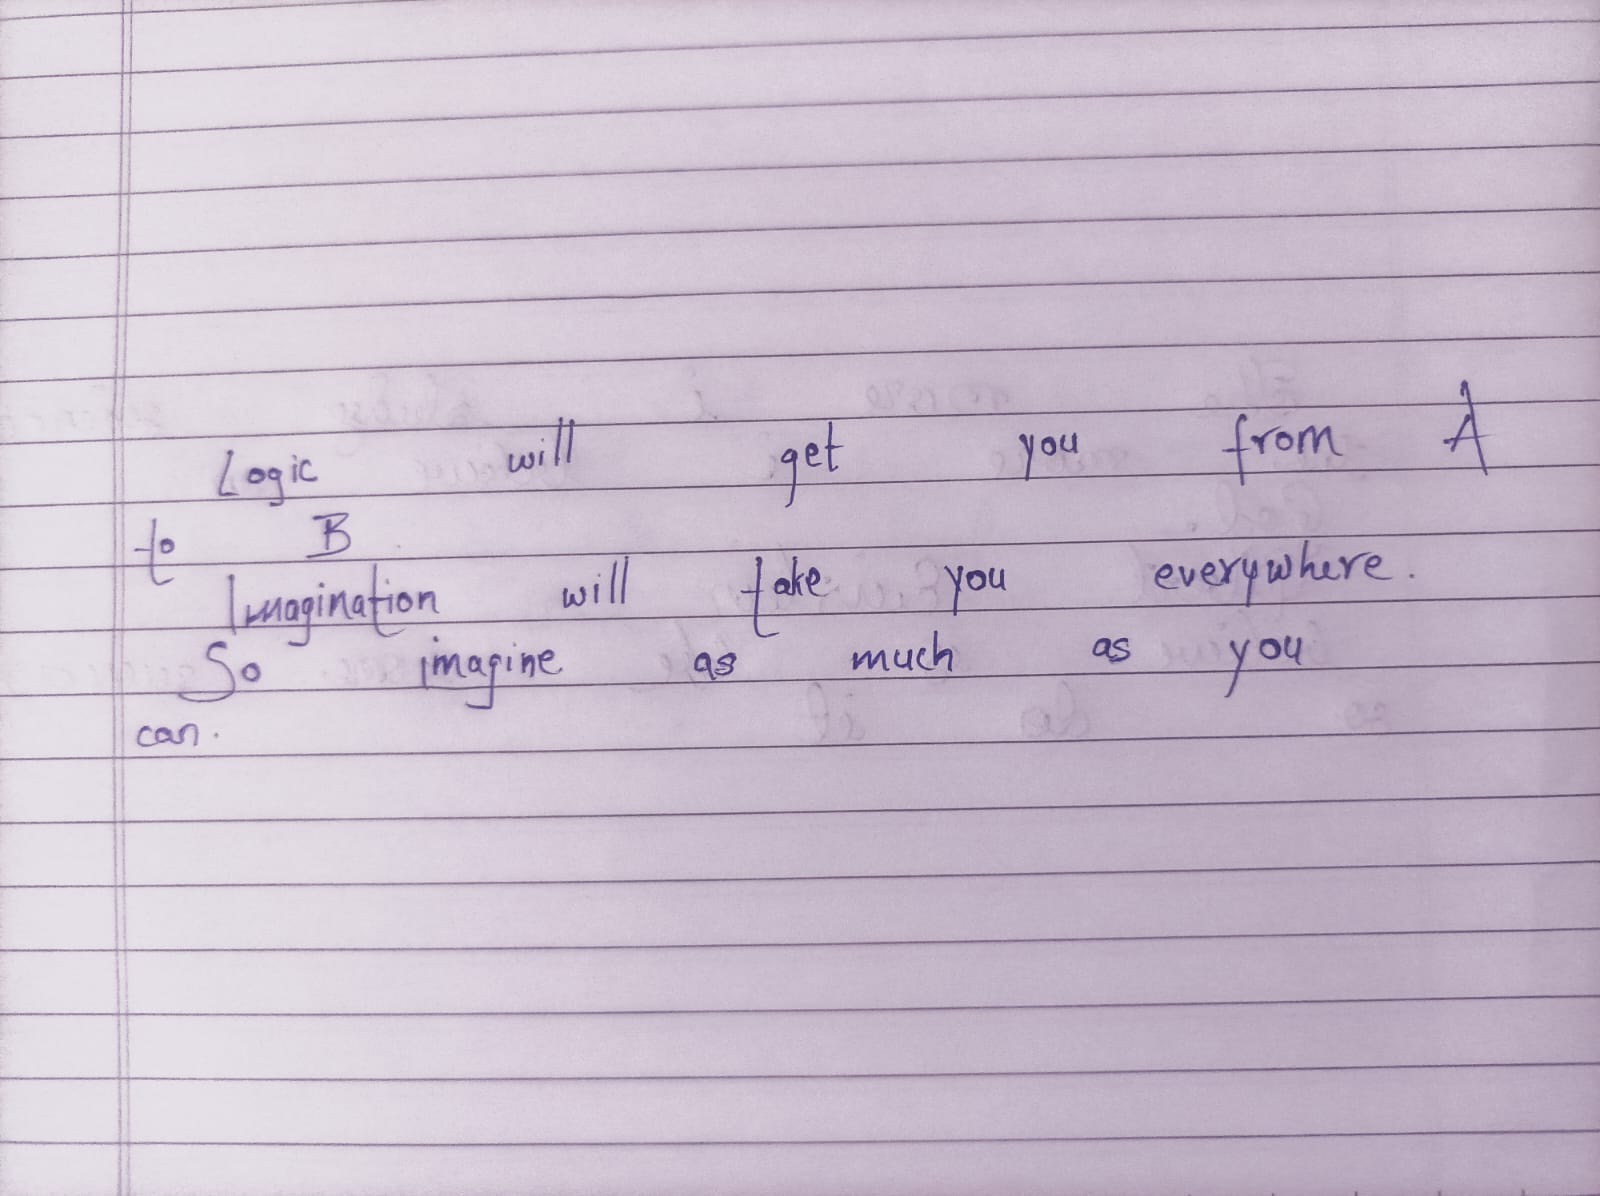 Logic will get you from A
to B
Imagination will take you everywhere.
So imagine as much as you
can.